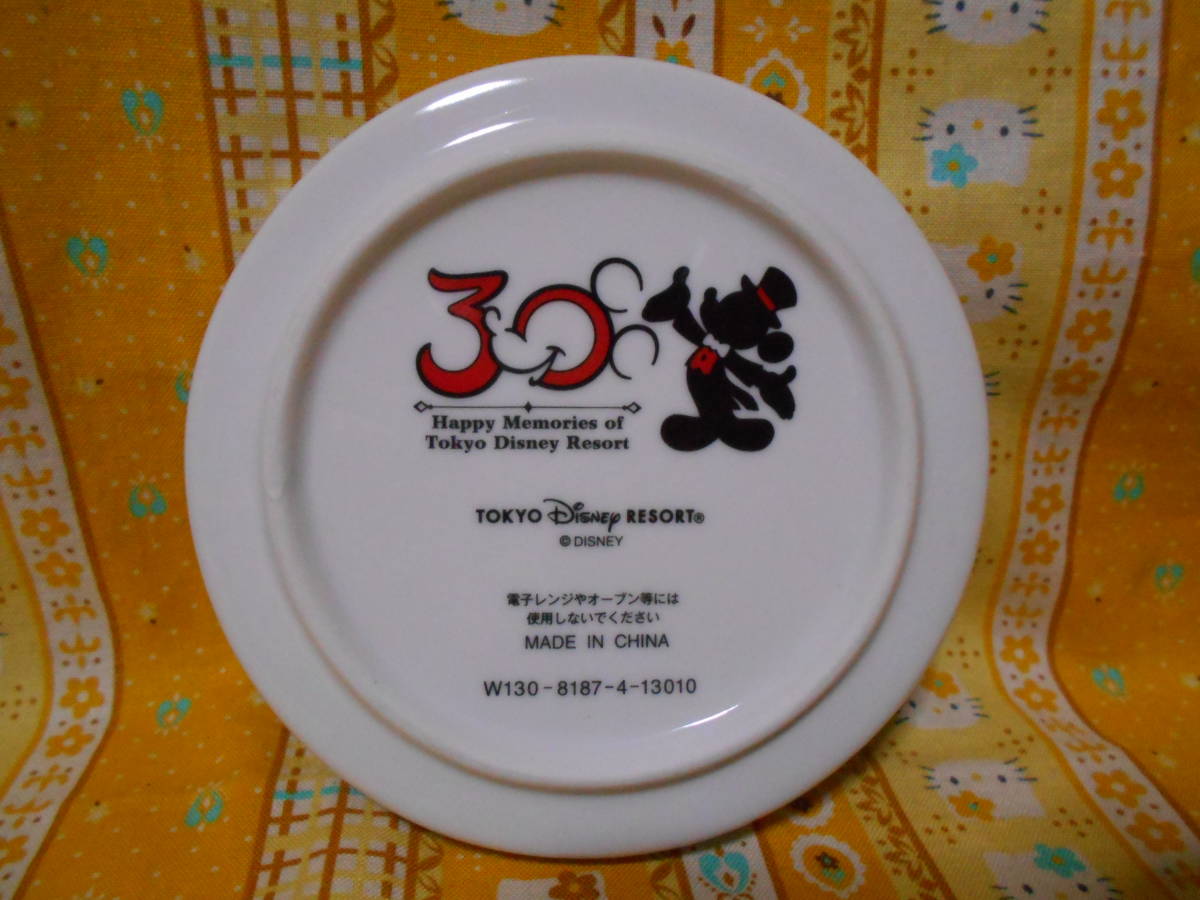 30
Happy Memories of
Tokyo Disney Resort
TOKYO Disney RESORT®
© DISNEY
電子レンジやオーブン等には
使用しないでください
MADE IN CHINA
W130-8187-4-13010